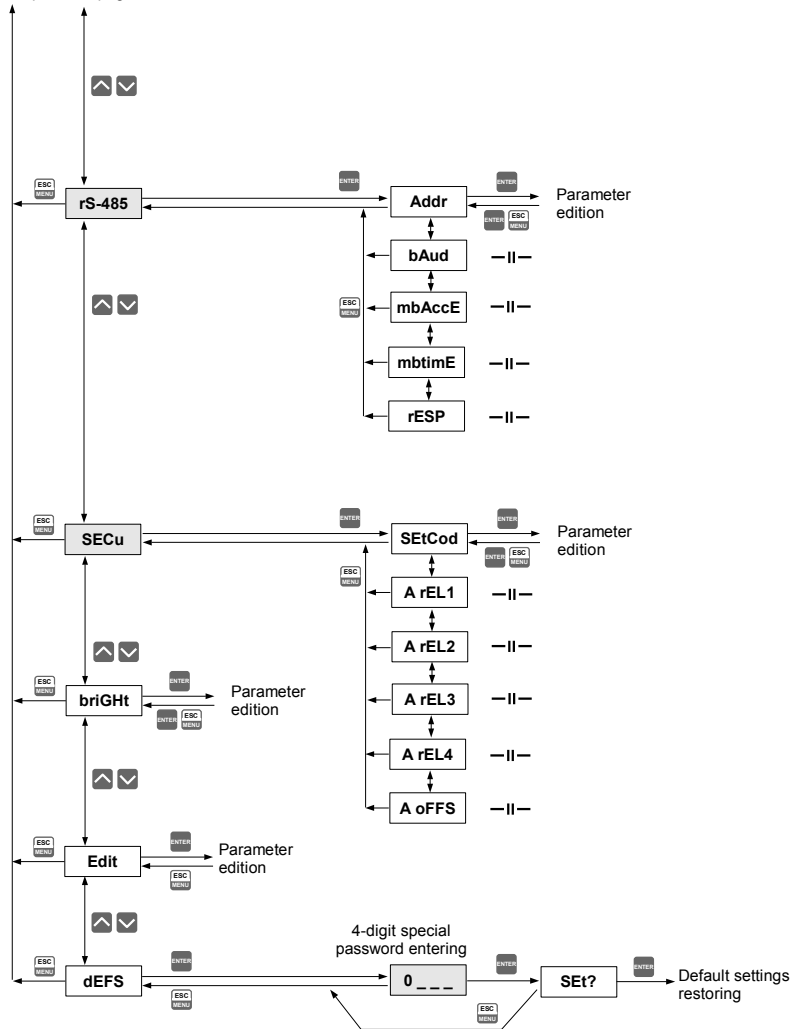 ESC
MENU
rS-485
ENTER
Addr
ENTER
ENTER
ESC
MENU
Parameter
edition
bAud
—II—
ESC
MENU
mbAccE
—II—
mbtimE
—II—
rESP
—II—
ESC
MENU
SECu
ENTER
SEtCod
ENTER
ENTER
ESC
MENU
Parameter
edition
ESC
MENU
A rEL1
—II—
A rEL2
—II—
A rEL3
—II—
A rEL4
—II—
A oFFS
—II—
ESC
MENU
briGHt
ENTER
ENTER
ESC
MENU
Parameter
edition
ESC
MENU
Edit
ENTER
ESC
MENU
Parameter
edition
ESC
MENU
dEFS
ENTER
ESC
MENU
4-digit special
password entering
0 _ _ _
ENTER
SEt?
ENTER
Default settings
restoring
ESC
MENU